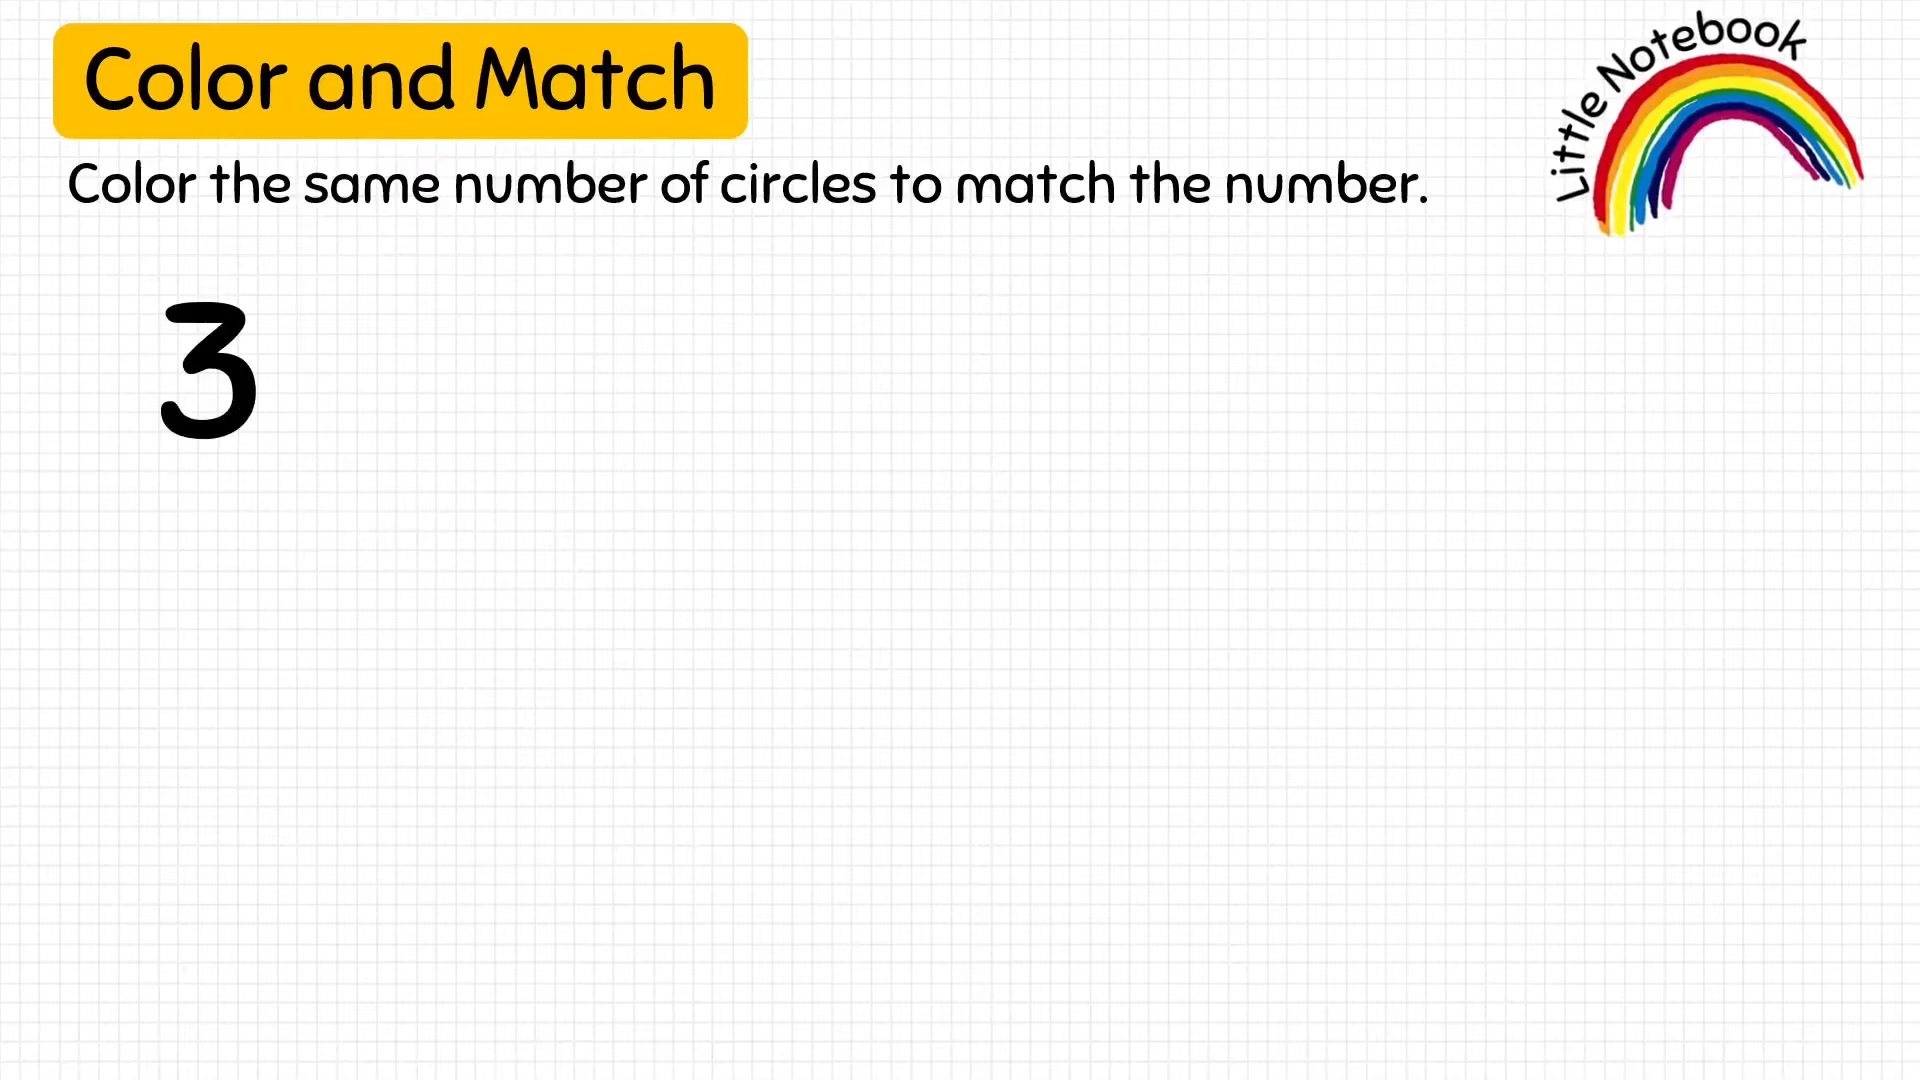 Color and Match
Little Notebook
Color the same number of circles to match the number.
3